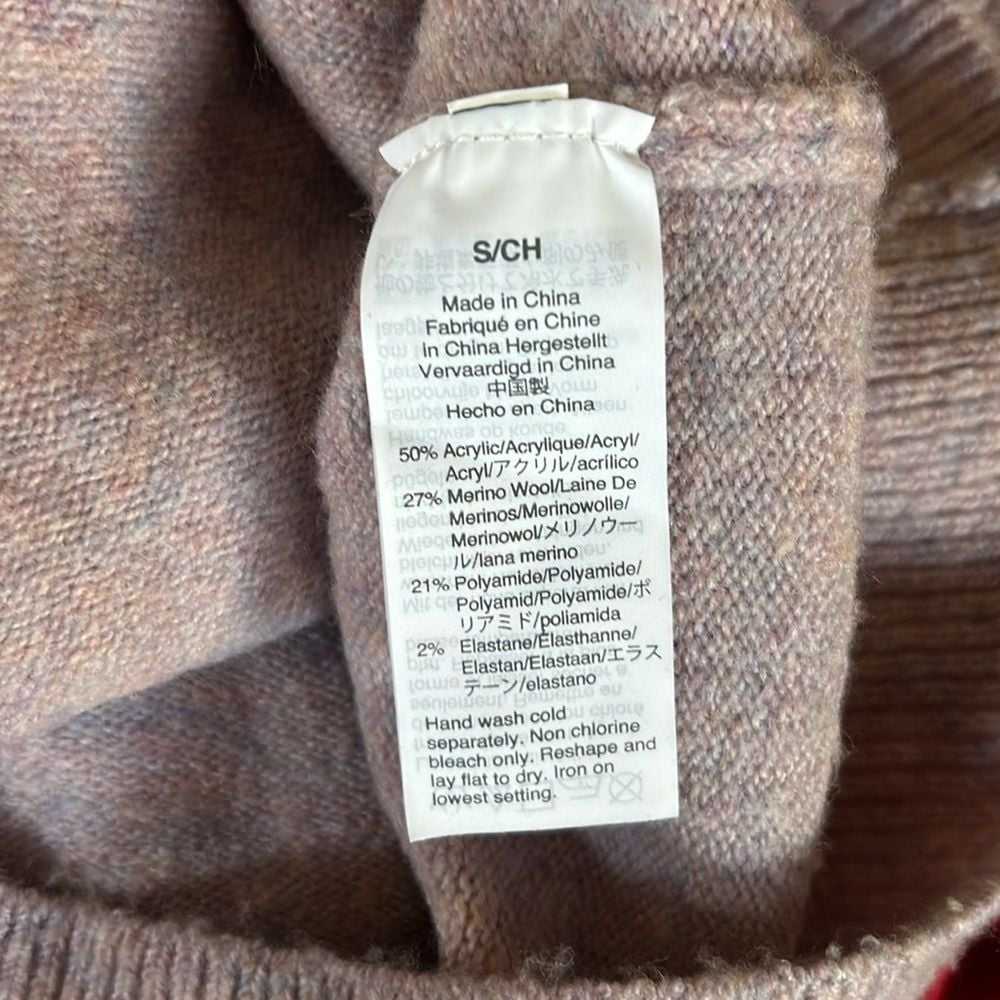 S/CH
Made in China
Fabriqué en Chine
in China Hergestellt
Vervaardigd in China
中国製
Hecho en China
50% Acrylic/Acrylique/Acryl/
Acryl/アクリル/acrílico
27% Merino Wool/Laine De
Merinos/Merinowolle/
Merinowol/メリノウー
ル/lana merino
21% Polyamide/Polyamide/
Polyamid/Polyamide/ポ
リアミド/poliamida
2% Elastane/Élasthanne/
Elastan/Elastaan/エラス
テーン/elastano
Hand wash cold
separately. Non chlorine
bleach only. Reshape and
lay flat to dry. Iron on
lowest setting.